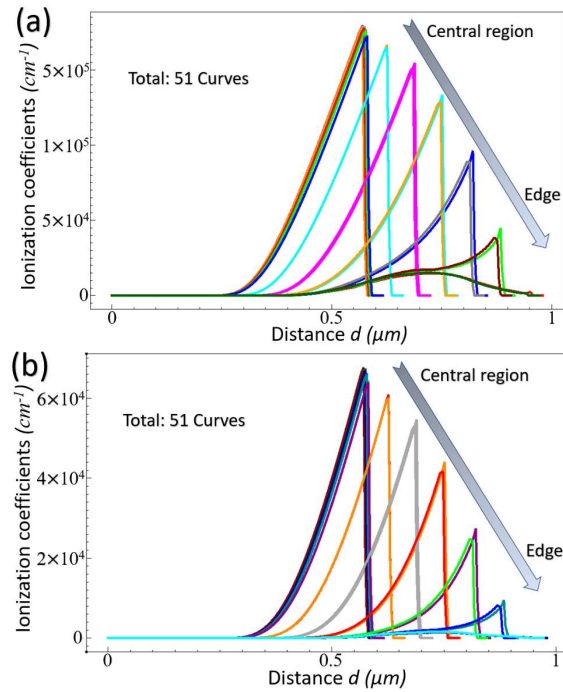 (a)
Central region
Total: 51 Curves
Edge
Ionization coefficients (cm⁻¹)
5×10⁵
1×10⁵
5×10⁴
0
0
0.5
1
Distance d (μm)
(b)
Central region
Total: 51 Curves
Edge
Ionization coefficients (cm⁻¹)
6×10⁴
4×10⁴
2×10⁴
0
0
0.5
1
Distance d (μm)